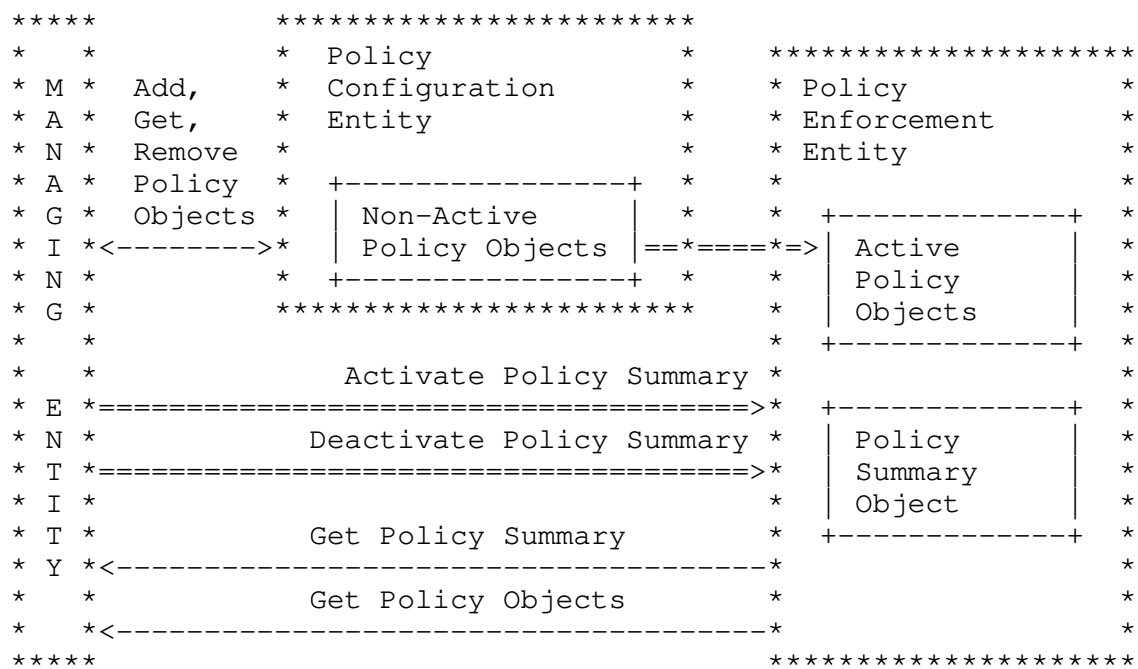 *****            ************************
*   *            *  Policy              *    *********************
* M *  Add,      *  Configuration       *    * Policy            *
* A *  Get,      *  Entity              *    * Enforcement       *
* N *  Remove    *                      *    * Entity            *
* A *  Policy    *  +----------------+  *    *                   *
* G *  Objects   *  | Non-Active     |  *    *  +-------------+  *
* I *<---------->*  | Policy Objects |==*====*=>| Active      |  *
* N *            *  +----------------+  *    *  | Policy      |  *
* G *            ************************    *  | Objects     |  *
*   *                                        *  +-------------+  *
*   *                Activate Policy Summary *                   *
* E *=======================================>*  +-------------+  *
* N *              Deactivate Policy Summary *  | Policy      |  *
* T *=======================================>*  | Summary     |  *
* I *                                        *  | Object      |  *
* T *              Get Policy Summary        *  +-------------+  *
* Y *<---------------------------------------*                   *
*   *              Get Policy Objects        *                   *
*   *<---------------------------------------*                   *
*****                                        *********************